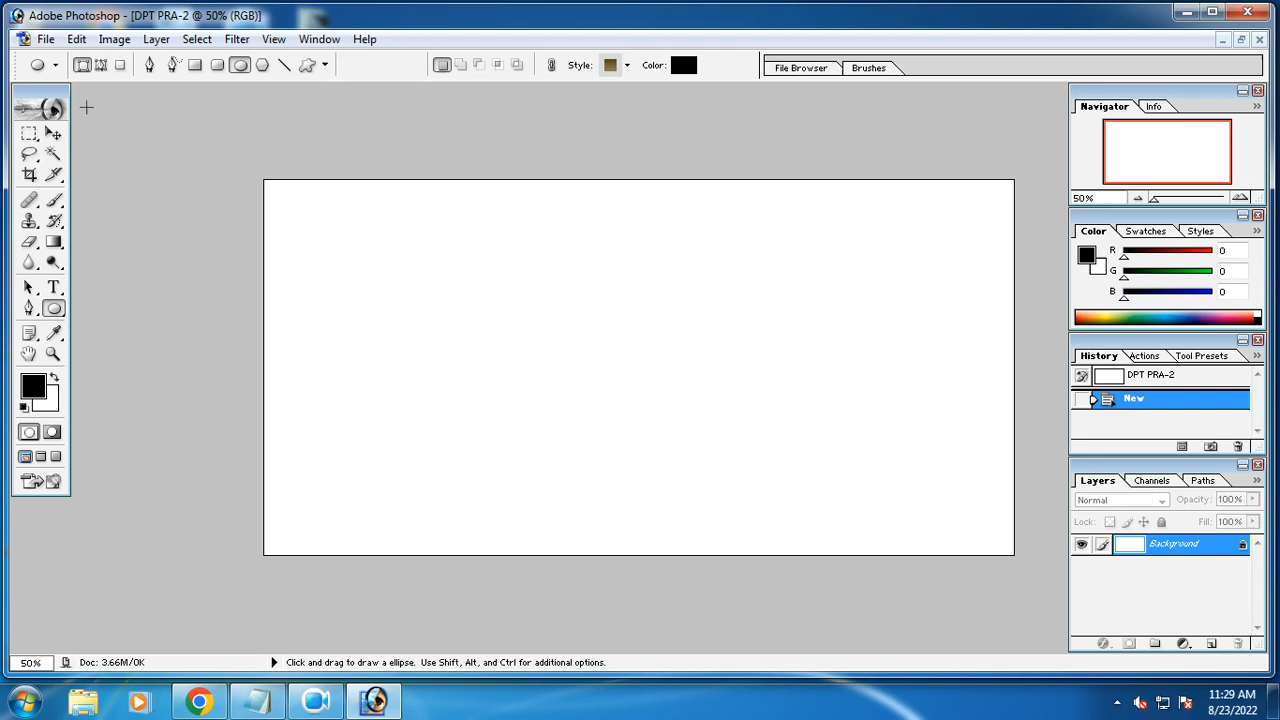 Adobe Photoshop - [DPT PRA-2 @ 50% (RGB)]
File Edit Image Layer Select Filter View Window Help
Style: Color: File Browser Brushes
Navigator Info
50%
Color Swatches Styles
R 0
G 0
B 0
History Actions Tool Presets
DPT PRA-2
New
Layers Channels Paths
Normal Opacity: 100%
Lock: Fill: 100%
Background
50% Doc: 3.66M/0K Click and drag to draw a ellipse. Use Shift, Alt, and Ctrl for additional options.
11:29 AM
8/23/2022